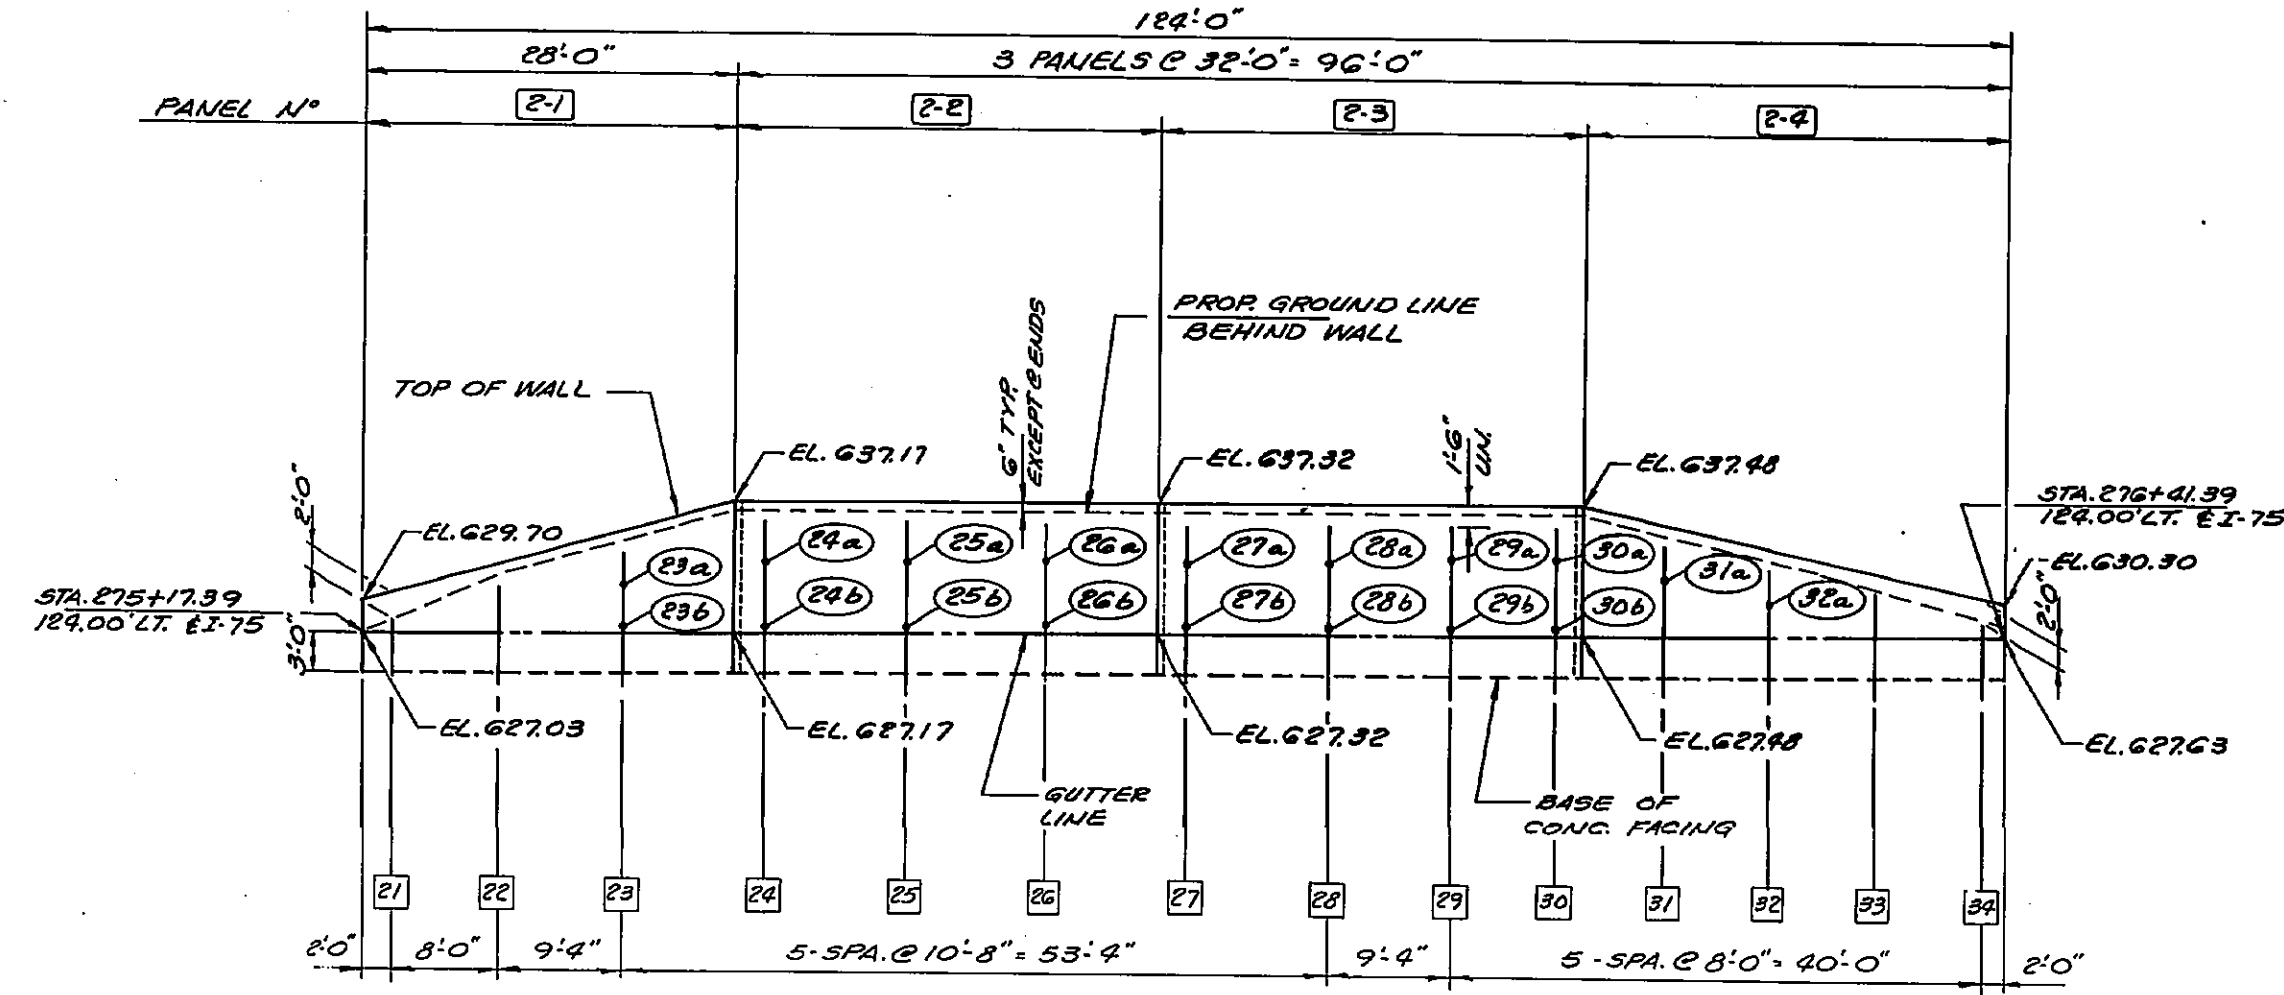 124'-0"
28'-0"
3 PANELS @ 32'-0" = 96'-0"
PANEL Nº
2-1
2-2
2-3
2-4
PROP. GROUND LINE
BEHIND WALL
TOP OF WALL
6" TYP.
EXCEPT @ ENDS
1'-6"
UN.
EL. 637.17
EL. 637.32
EL. 637.48
2'-0"
EL. 629.70
STA. 276+41.39
124.00' LT. ₵ I-75
EL. 630.30
2'-0"
STA. 275+17.39
124.00' LT. ₵ I-75
3'-0"
23a
24a
25a
26a
27a
28a
29a
30a
31a
32a
23b
24b
25b
26b
27b
28b
29b
30b
EL. 627.03
EL. 627.17
EL. 627.32
EL. 627.48
EL. 627.63
GUTTER
LINE
BASE OF
CONC. FACING
21
22
23
24
25
26
27
28
29
30
31
32
33
34
2'-0"
8'-0"
9'-4"
5-SPA. @ 10'-8" = 53'-4"
9'-4"
5-SPA. @ 8'-0" = 40'-0"
2'-0"